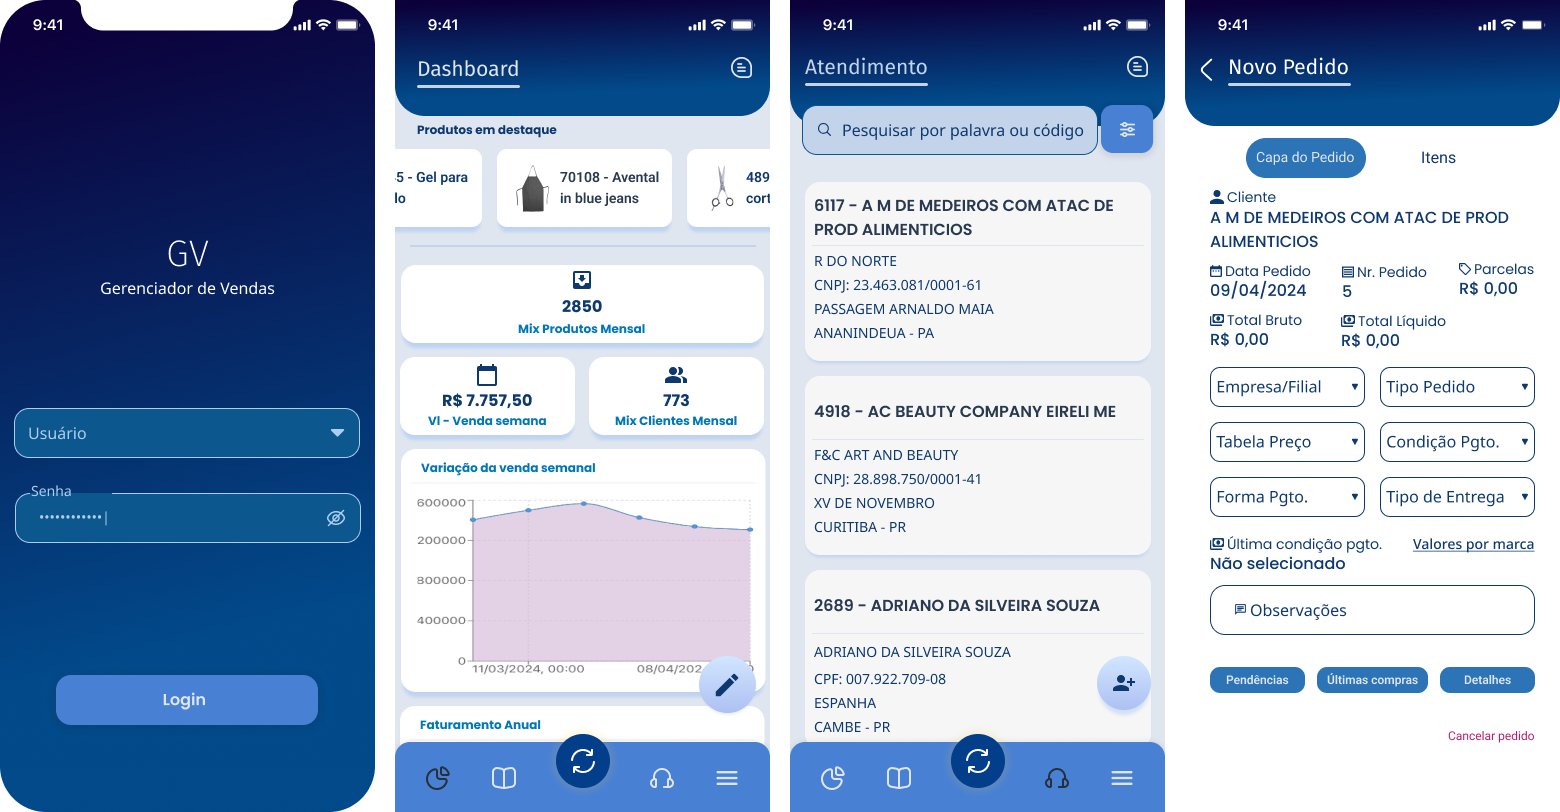 9:41
GV
Gerenciador de Vendas
Usuário
Senha
••••••••••••|
Login
9:41
Dashboard
Produtos em destaque
5 - Gel para
lo
70108 - Avental
in blue jeans
489
cort
2850
Mix Produtos Mensal
R$ 7.757,50
Vl - Venda semana
773
Mix Clientes Mensal
Variação da venda semanal
600000
200000
800000
400000
0
11/03/2024, 00:00
08/04/202
Faturamento Anual
9:41
Atendimento
Pesquisar por palavra ou código
6117 - A M DE MEDEIROS COM ATAC DE
PROD ALIMENTICIOS
R DO NORTE
CNPJ: 23.463.081/0001-61
PASSAGEM ARNALDO MAIA
ANANINDEUA - PA
4918 - AC BEAUTY COMPANY EIRELI ME
F&C ART AND BEAUTY
CNPJ: 28.898.750/0001-41
XV DE NOVEMBRO
CURITIBA - PR
2689 - ADRIANO DA SILVEIRA SOUZA
ADRIANO DA SILVEIRA SOUZA
CPF: 007.922.709-08
ESPANHA
CAMBE - PR
9:41
Novo Pedido
Capa do Pedido
Itens
Cliente
A M DE MEDEIROS COM ATAC DE PROD
ALIMENTICIOS
Data Pedido
09/04/2024
Nr. Pedido
5
Parcelas
R$ 0,00
Total Bruto
R$ 0,00
Total Líquido
R$ 0,00
Empresa/Filial
Tipo Pedido
Tabela Preço
Condição Pgto.
Forma Pgto.
Tipo de Entrega
Última condição pgto.
Valores por marca
Não selecionado
Observações
Pendências
Últimas compras
Detalhes
Cancelar pedido